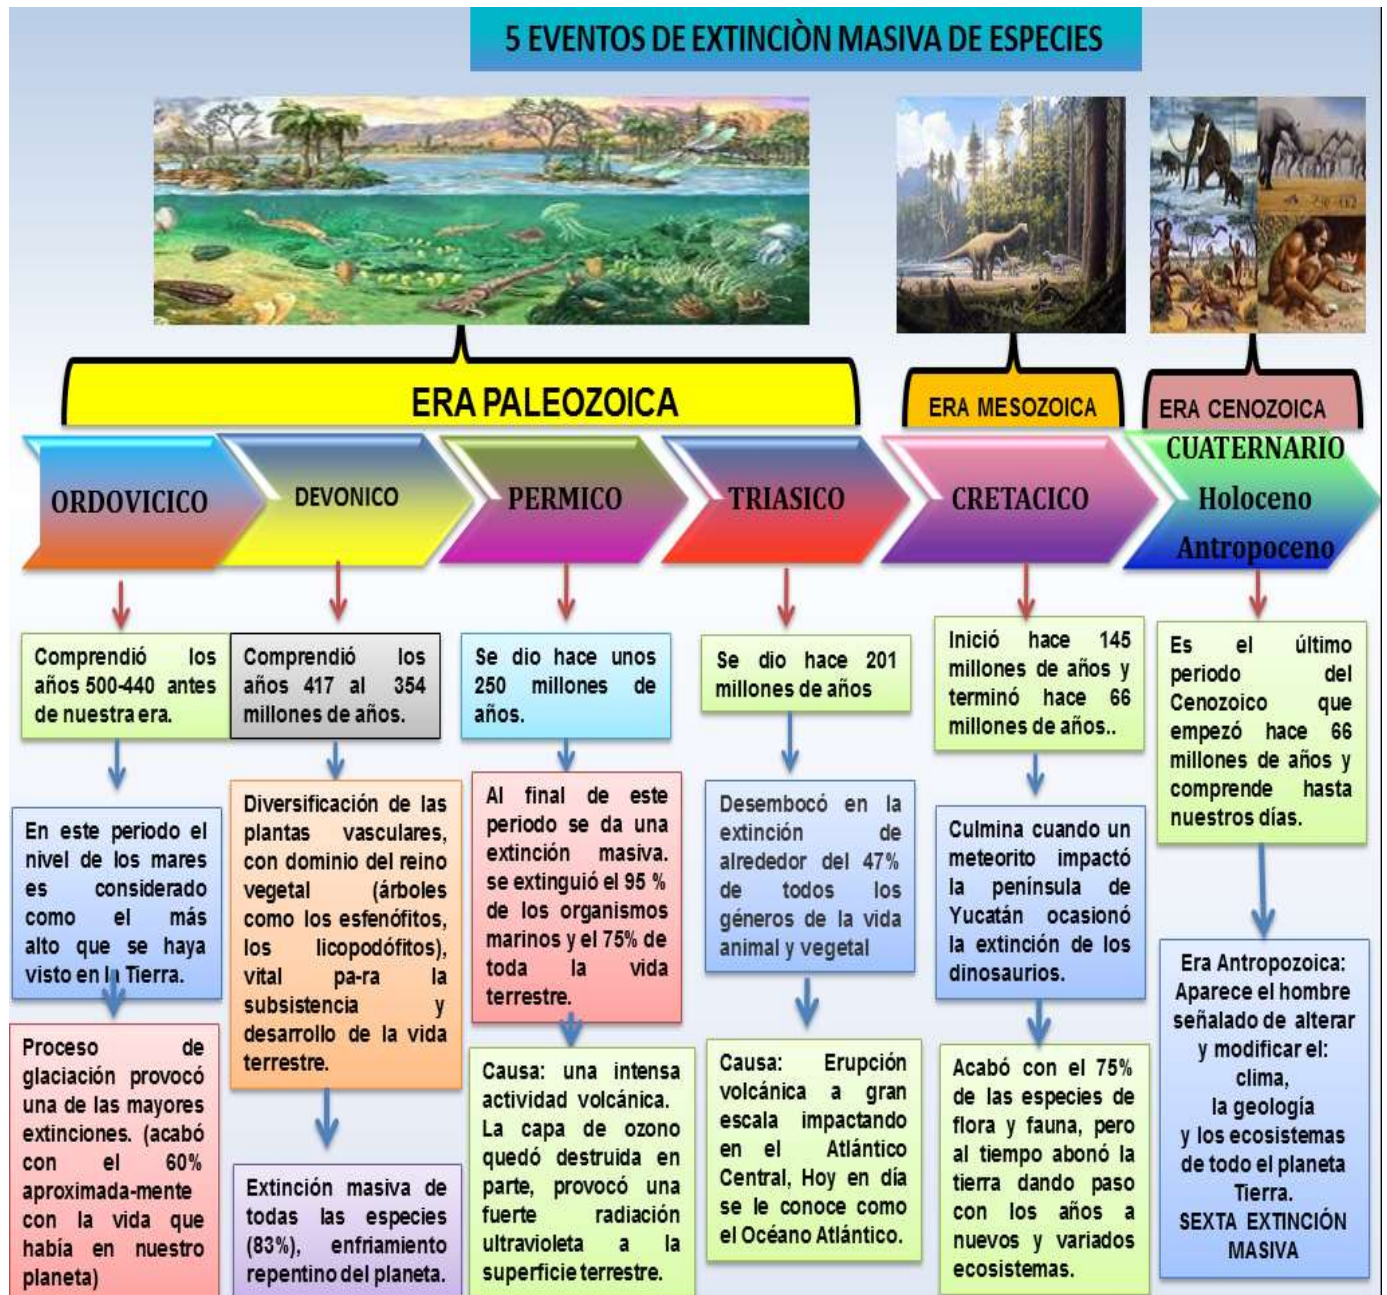 5 EVENTOS DE EXTINCIÒN MASIVA DE ESPECIES
ERA PALEOZOICA
ERA MESOZOICA
ERA CENOZOICA
ORDOVICICO
DEVONICO
PERMICO
TRIASICO
CRETACICO
CUATERNARIO
Holoceno
Antropoceno
Comprendió los
años 500-440 antes
de nuestra era.
En este periodo el
nivel de los mares
es considerado
como el más
alto que se haya
visto en la Tierra.
Proceso de
glaciación provocó
una de las mayores
extinciones. (acabó
con el 60%
aproximada-mente
con la vida que
había en nuestro
planeta)
Comprendió los
años 417 al 354
millones de años.
Diversificación de las
plantas vasculares,
con dominio del reino
vegetal (árboles
como los esfenófitos,
los licopodófitos),
vital pa-ra la
subsistencia y
desarrollo de la vida
terrestre.
Extinción masiva de
todas las especies
(83%), enfriamiento
repentino del planeta.
Se dio hace unos
250 millones de
años.
Al final de este
periodo se da una
extinción masiva.
se extinguió el 95 %
de los organismos
marinos y el 75% de
toda la vida
terrestre.
Causa: una intensa
actividad volcánica.
La capa de ozono
quedó destruida en
parte, provocó una
fuerte radiación
ultravioleta a la
superficie terrestre.
Se dio hace 201
millones de años
Desembocó en la
extinción de
alrededor del 47%
de todos los
géneros de la vida
animal y vegetal
Causa: Erupción
volcánica a gran
escala impactando
en el Atlántico
Central, Hoy en día
se le conoce como
el Océano Atlántico.
Inició hace 145
millones de años y
terminó hace 66
millones de años..
Culmina cuando un
meteorito impactó
la península de
Yucatán ocasionó
la extinción de los
dinosaurios.
Acabó con el 75%
de las especies de
flora y fauna, pero
al tiempo abonó la
tierra dando paso
con los años a
nuevos y variados
ecosistemas.
Es el último
periodo del
Cenozoico que
empezó hace 66
millones de años y
comprende hasta
nuestros días.
Era Antropozoica:
Aparece el hombre
señalado de alterar
y modificar el:
clima,
la geología
y los ecosistemas
de todo el planeta
Tierra.
SEXTA EXTINCIÓN
MASIVA